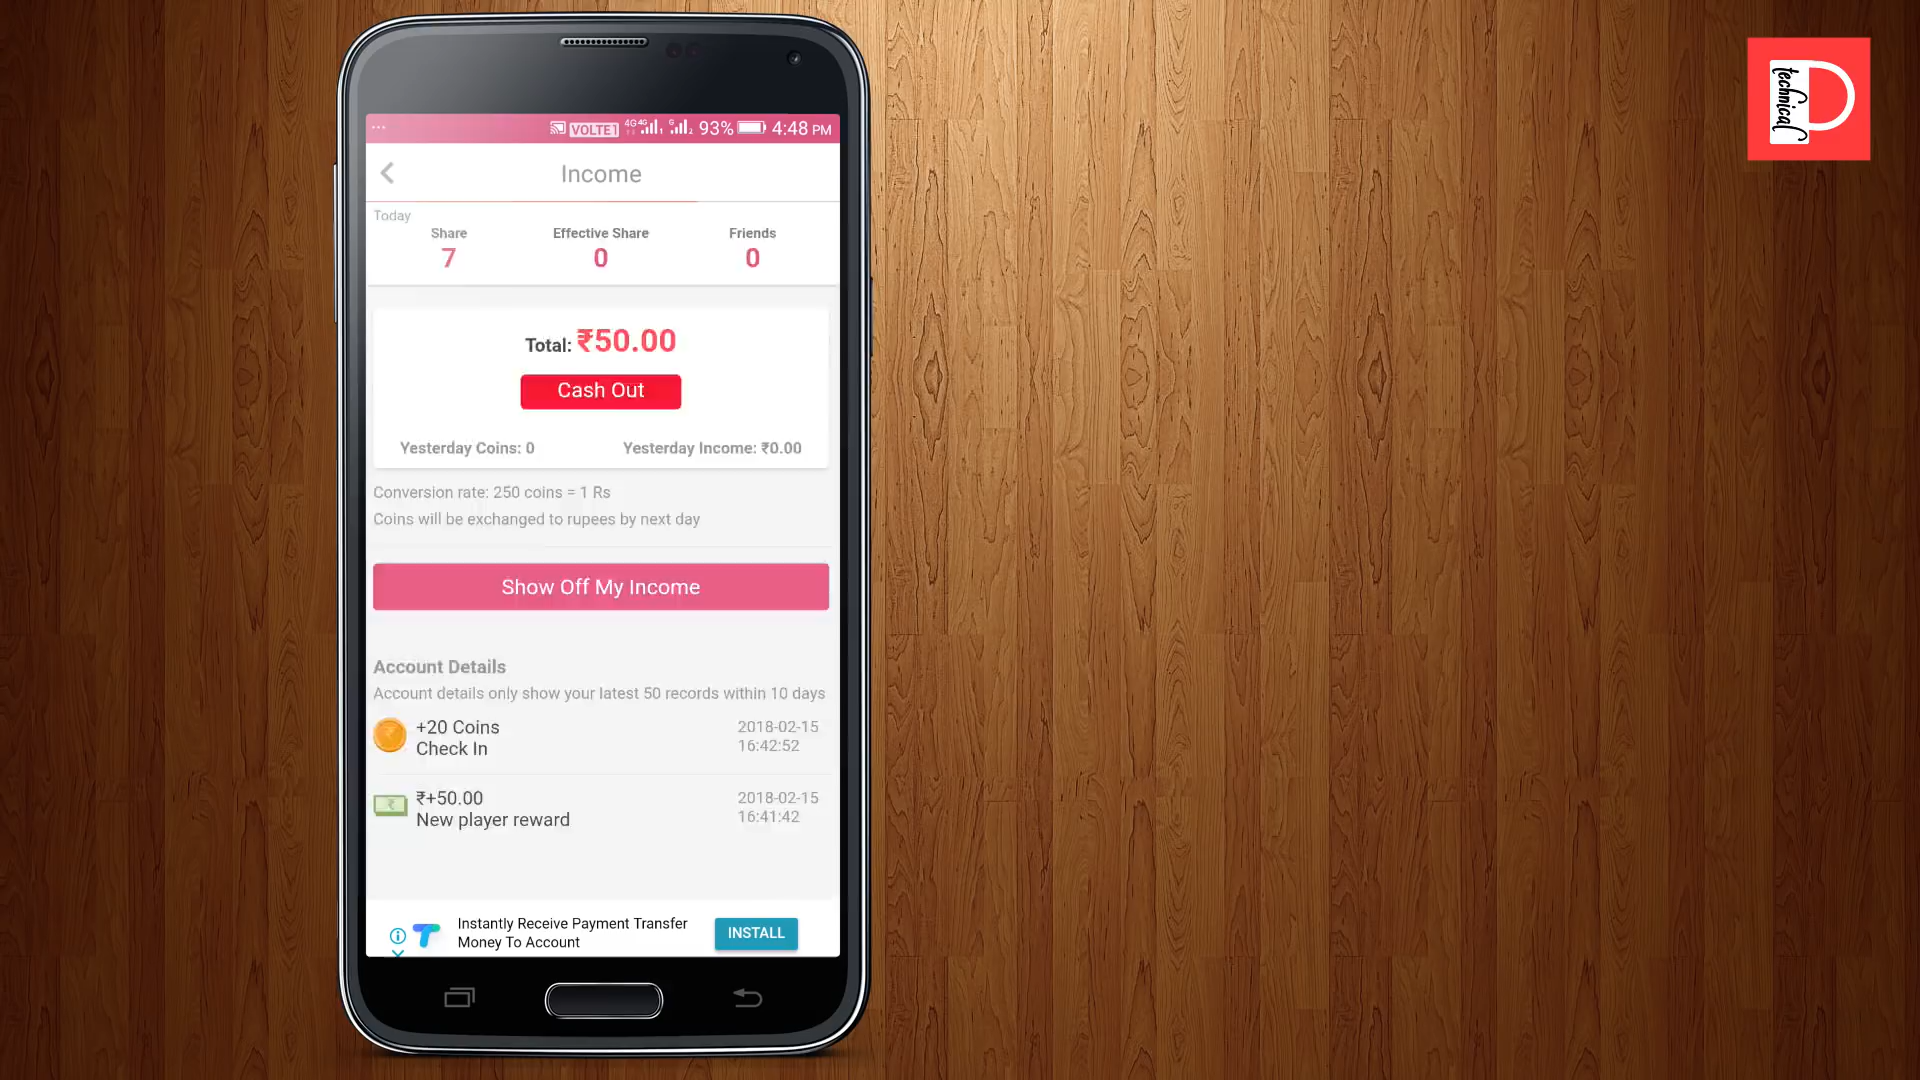 technical
VOLTE1 4G 4G G 93% 4:48 PM
Income
Today
Share Effective Share Friends
7 0 0
Total: ₹50.00
Cash Out
Yesterday Coins: 0 Yesterday Income: ₹0.00
Conversion rate: 250 coins = 1 Rs
Coins will be exchanged to rupees by next day
Show Off My Income
Account Details
Account details only show your latest 50 records within 10 days
+20 Coins 2018-02-15
Check In 16:42:52
₹+50.00 2018-02-15
New player reward 16:41:42
Instantly Receive Payment Transfer
Money To Account
INSTALL